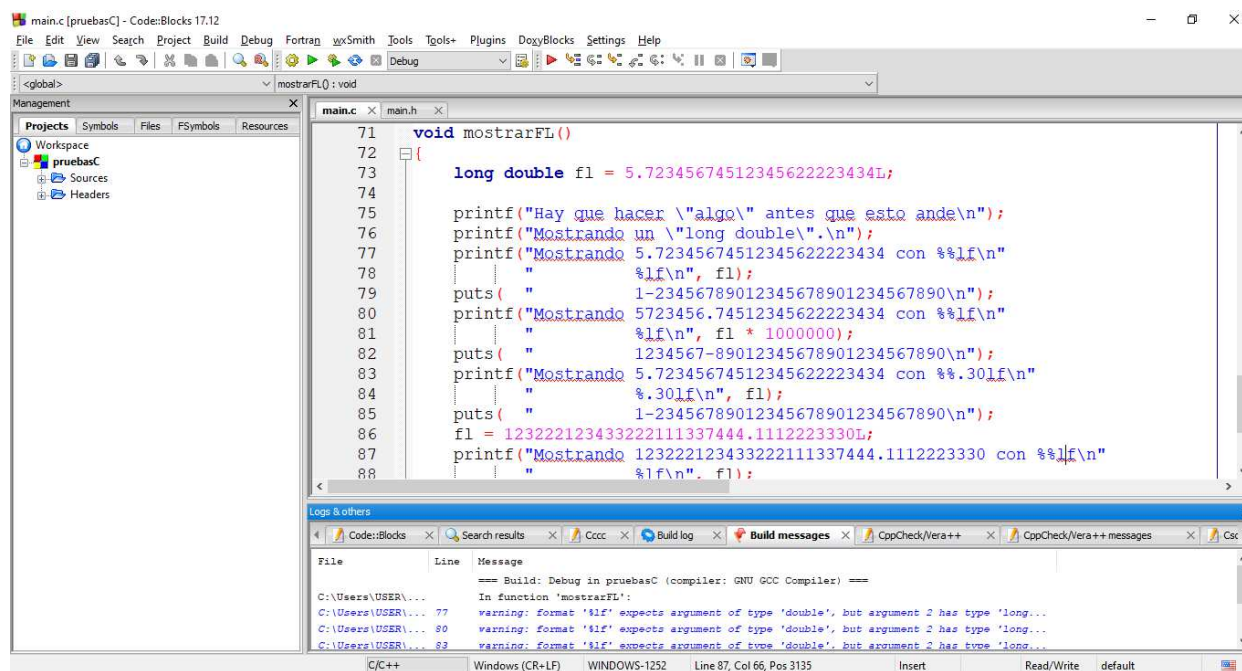 main.c [pruebasC] - Code::Blocks 17.12
File Edit View Search Project Build Debug Fortran wxSmith Tools Tools+ Plugins DoxyBlocks Settings Help
Debug
<global> mostrarFL() : void
Management
Projects Symbols Files FSymbols Resources
Workspace
pruebasC
Sources
Headers
main.c main.h
71 void mostrarFL()
72 {
73 long double fl = 5.72345674512345622223434L;
74
75 printf("Hay que hacer \"algo\" antes que esto ande\n");
76 printf("Mostrando un \"long double\".\n");
77 printf("Mostrando 5.72345674512345622223434 con %%lf\n"
78 " %lf\n", fl);
79 puts( " 1-23456789012345678901234567890\n");
80 printf("Mostrando 5723456.74512345622223434 con %%lf\n"
81 " %lf\n", fl * 1000000);
82 puts( " 1234567-890123456789012345678​90\n");
83 printf("Mostrando 5.72345674512345622223434 con %%.30lf\n"
84 " %.30lf\n", fl);
85 puts( " 1-23456789012345678901234567890\n");
86 fl = 123222123433222111337444.1112223330L;
87 printf("Mostrando 123222123433222111337444.1112223330 con %%lf\n"
88 " %lf\n", fl);
Logs & others
Code::Blocks Search results Cccc Build log Build messages CppCheck/Vera++ CppCheck/Vera++ messages Csc
File Line Message
=== Build: Debug in pruebasC (compiler: GNU GCC Compiler) ===
C:\Users\USER\... In function 'mostrarFL':
C:\Users\USER\... 77 warning: format '%lf' expects argument of type 'double', but argument 2 has type 'long...
C:\Users\USER\... 80 warning: format '%lf' expects argument of type 'double', but argument 2 has type 'long...
C:\Users\USER\... 83 warning: format '%lf' expects argument of type 'double', but argument 2 has type 'long...
C/C++ Windows (CR+LF) WINDOWS-1252 Line 87, Col 66, Pos 3135 Insert Read/Write default